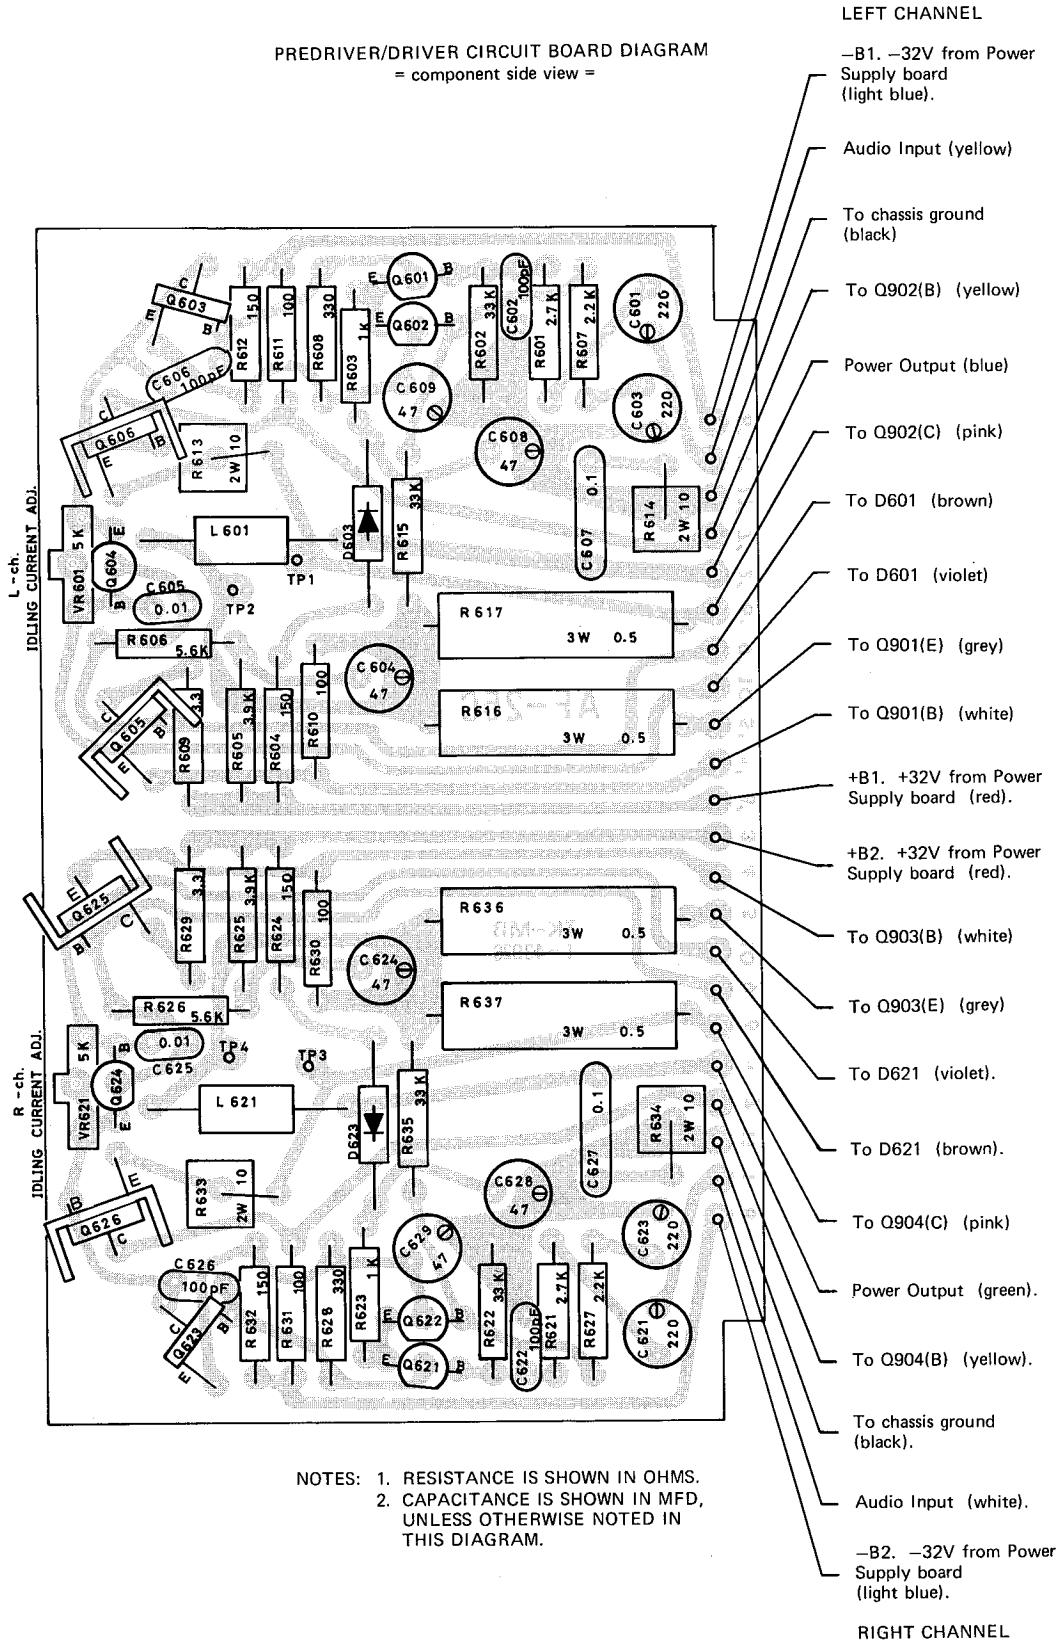 LEFT CHANNEL
PREDRIVER/DRIVER CIRCUIT BOARD DIAGRAM
= component side view =
−B1. −32V from Power
Supply board
(light blue).
Audio Input (yellow)
To chassis ground
(black)
To Q902(B) (yellow)
Power Output (blue)
To Q902(C) (pink)
To D601 (brown)
To D601 (violet)
To Q901(E) (grey)
To Q901(B) (white)
+B1. +32V from Power
Supply board (red).
+B2. +32V from Power
Supply board (red).
To Q903(B) (white)
To Q903(E) (grey)
To D621 (violet).
To D621 (brown).
To Q904(C) (pink)
Power Output (green).
To Q904(B) (yellow).
To chassis ground
(black).
Audio Input (white).
−B2. −32V from Power
Supply board
(light blue).
RIGHT CHANNEL
L-ch.
IDLING CURRENT ADJ.
R-ch.
IDLING CURRENT ADJ.
C
Q603
E
B
R612 150
R611 100
R608 330
R603 1K
E Q601 B
E Q602 B
R602 33K
C602 100pF
R601 2.7K
R607 2.2K
C601 220
C606
100pF
C609
47
C603 220
C
Q606
B
E
R613
2W 10
C608
47
D603
R615 33K
C607 0.1
R614
2W 10
VR601 5K
E
Q604
B
L601
TP1
TP2
C605
0.01
R606
5.6K
R617
3W 0.5
C604
47
R616
3W 0.5
AF-256
C
Q605
B
E
R609 3.3
R605 3.9K
R604 150
R610 100
E
Q625
C
B
R629 3.3
R625 3.9K
R624 150
R630 100
R636
3W 0.5
C624
47
R637
3W 0.5
R626
5.6K
0.01
C625
TP4
TP3
VR621 5K
B
Q624
E
L621
D623
R635 33K
C627 0.1
R634
2W 10
B
E
Q626
C
R633
2W 10
C628
47
C629
47
C623
220
C626
100pF
C
Q623
B
E
R632 150
R631 100
R628 330
R623 1K
E Q622 B
E Q621 B
R622 33K
C622 100pF
R621 2.7K
R627 2.2K
C621
220
NOTES: 1. RESISTANCE IS SHOWN IN OHMS.
2. CAPACITANCE IS SHOWN IN MFD,
UNLESS OTHERWISE NOTED IN
THIS DIAGRAM.